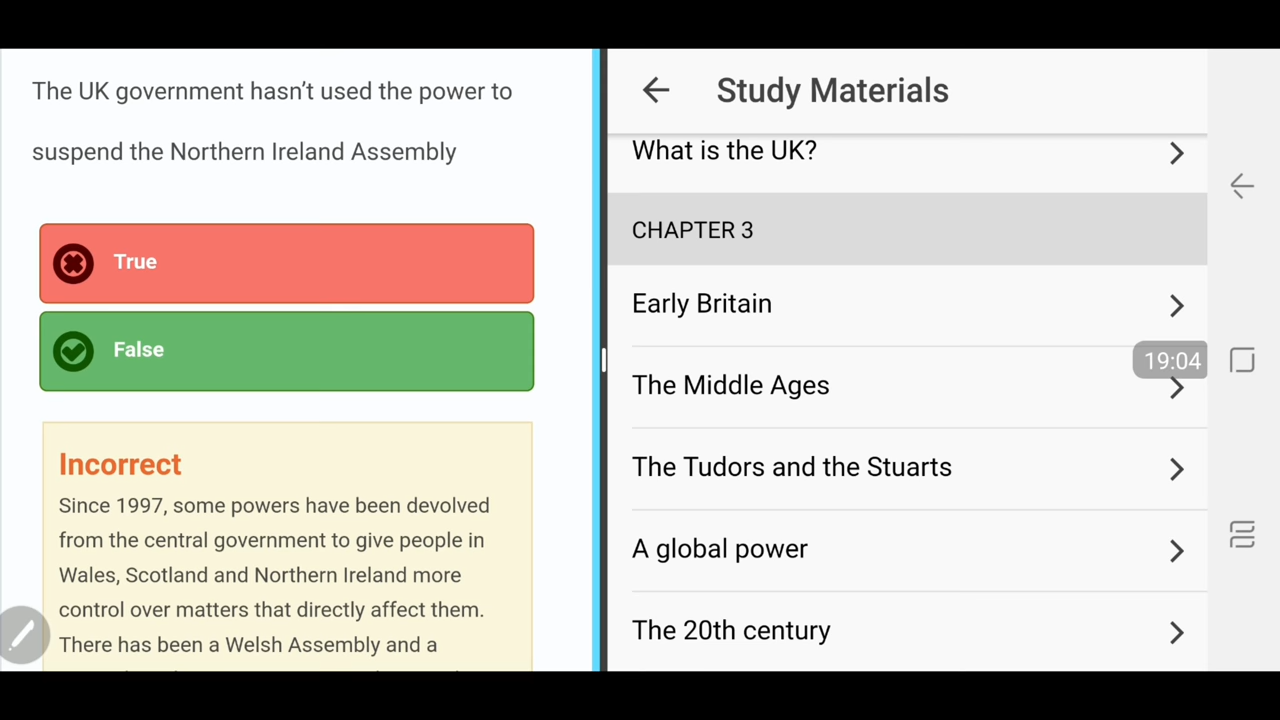 The UK government hasn't used the power to
suspend the Northern Ireland Assembly
True
False
Incorrect
Since 1997, some powers have been devolved
from the central government to give people in
Wales, Scotland and Northern Ireland more
control over matters that directly affect them.
There has been a Welsh Assembly and a
Study Materials
What is the UK?
CHAPTER 3
Early Britain
19:04
The Middle Ages
The Tudors and the Stuarts
A global power
The 20th century